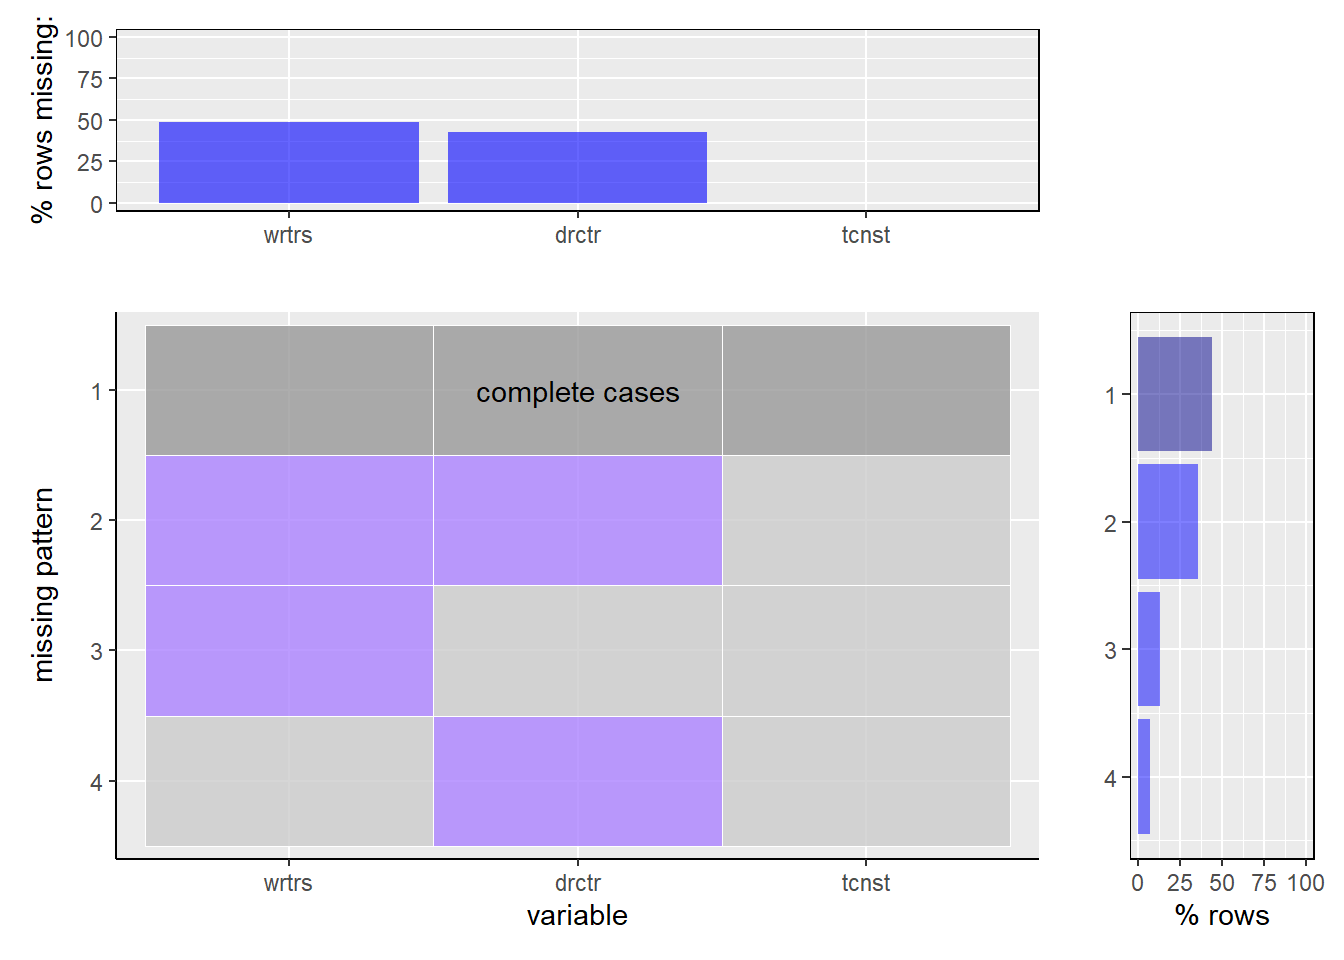 % rows missing:
100
75
50
25
0
wrtrs drctr tcnst
missing pattern
1
2
3
4
complete cases
wrtrs drctr tcnst
variable
1
2
3
4
0 25 50 75 100
% rows